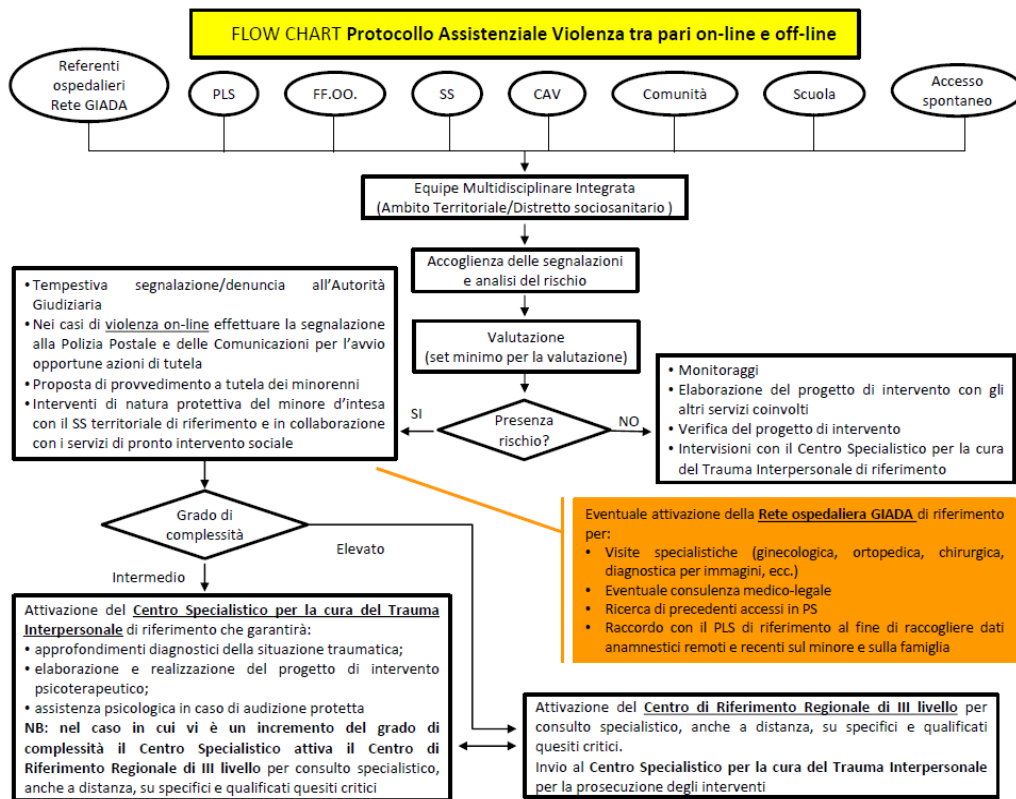 FLOW CHART Protocollo Assistenziale Violenza tra pari on-line e off-line
Referenti
ospedalieri
Rete GIADA
PLS
FF.OO.
SS
CAV
Comunità
Scuola
Accesso
spontaneo
Equipe Multidisciplinare Integrata
(Ambito Territoriale/Distretto sociosanitario )
Accoglienza delle segnalazioni
e analisi del rischio
Valutazione
(set minimo per la valutazione)
Presenza
rischio?
SI
NO
• Tempestiva segnalazione/denuncia all’Autorità
Giudiziaria
• Nei casi di violenza on-line effettuare la segnalazione
alla Polizia Postale e delle Comunicazioni per l’avvio
opportune azioni di tutela
• Proposta di provvedimento a tutela dei minorenni
• Interventi di natura protettiva del minore d’intesa
con il SS territoriale di riferimento e in collaborazione
con i servizi di pronto intervento sociale
• Monitoraggi
• Elaborazione del progetto di intervento con gli
altri servizi coinvolti
• Verifica del progetto di intervento
• Intervisioni con il Centro Specialistico per la cura
del Trauma Interpersonale di riferimento
Grado di
complessità
Elevato
Intermedio
Eventuale attivazione della Rete ospedaliera GIADA di riferimento
per:
• Visite specialistiche (ginecologica, ortopedica, chirurgica,
diagnostica per immagini, ecc.)
• Eventuale consulenza medico-legale
• Ricerca di precedenti accessi in PS
• Raccordo con il PLS di riferimento al fine di raccogliere dati
anamnestici remoti e recenti sul minore e sulla famiglia
Attivazione del Centro Specialistico per la cura del Trauma
Interpersonale di riferimento che garantirà:
• approfondimenti diagnostici della situazione traumatica;
• elaborazione e realizzazione del progetto di intervento
psicoterapeutico;
• assistenza psicologica in caso di audizione protetta
NB: nel caso in cui vi è un incremento del grado di
complessità il Centro Specialistico attiva il Centro di
Riferimento Regionale di III livello per consulto specialistico,
anche a distanza, su specifici e qualificati quesiti critici
Attivazione del Centro di Riferimento Regionale di III livello per
consulto specialistico, anche a distanza, su specifici e qualificati
quesiti critici.
Invio al Centro Specialistico per la cura del Trauma Interpersonale
per la prosecuzione degli interventi